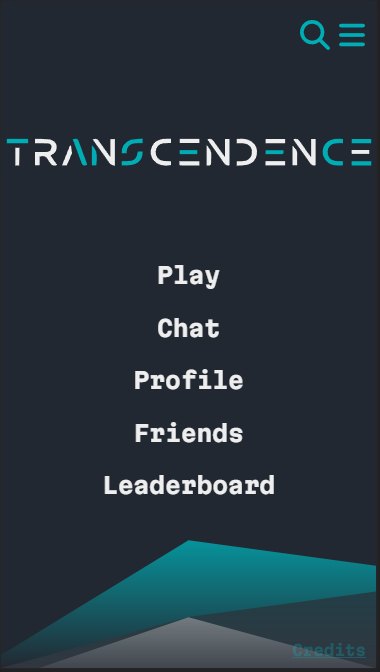 TRANSCENDENCE
Play
Chat
Profile
Friends
Leaderboard
Credits